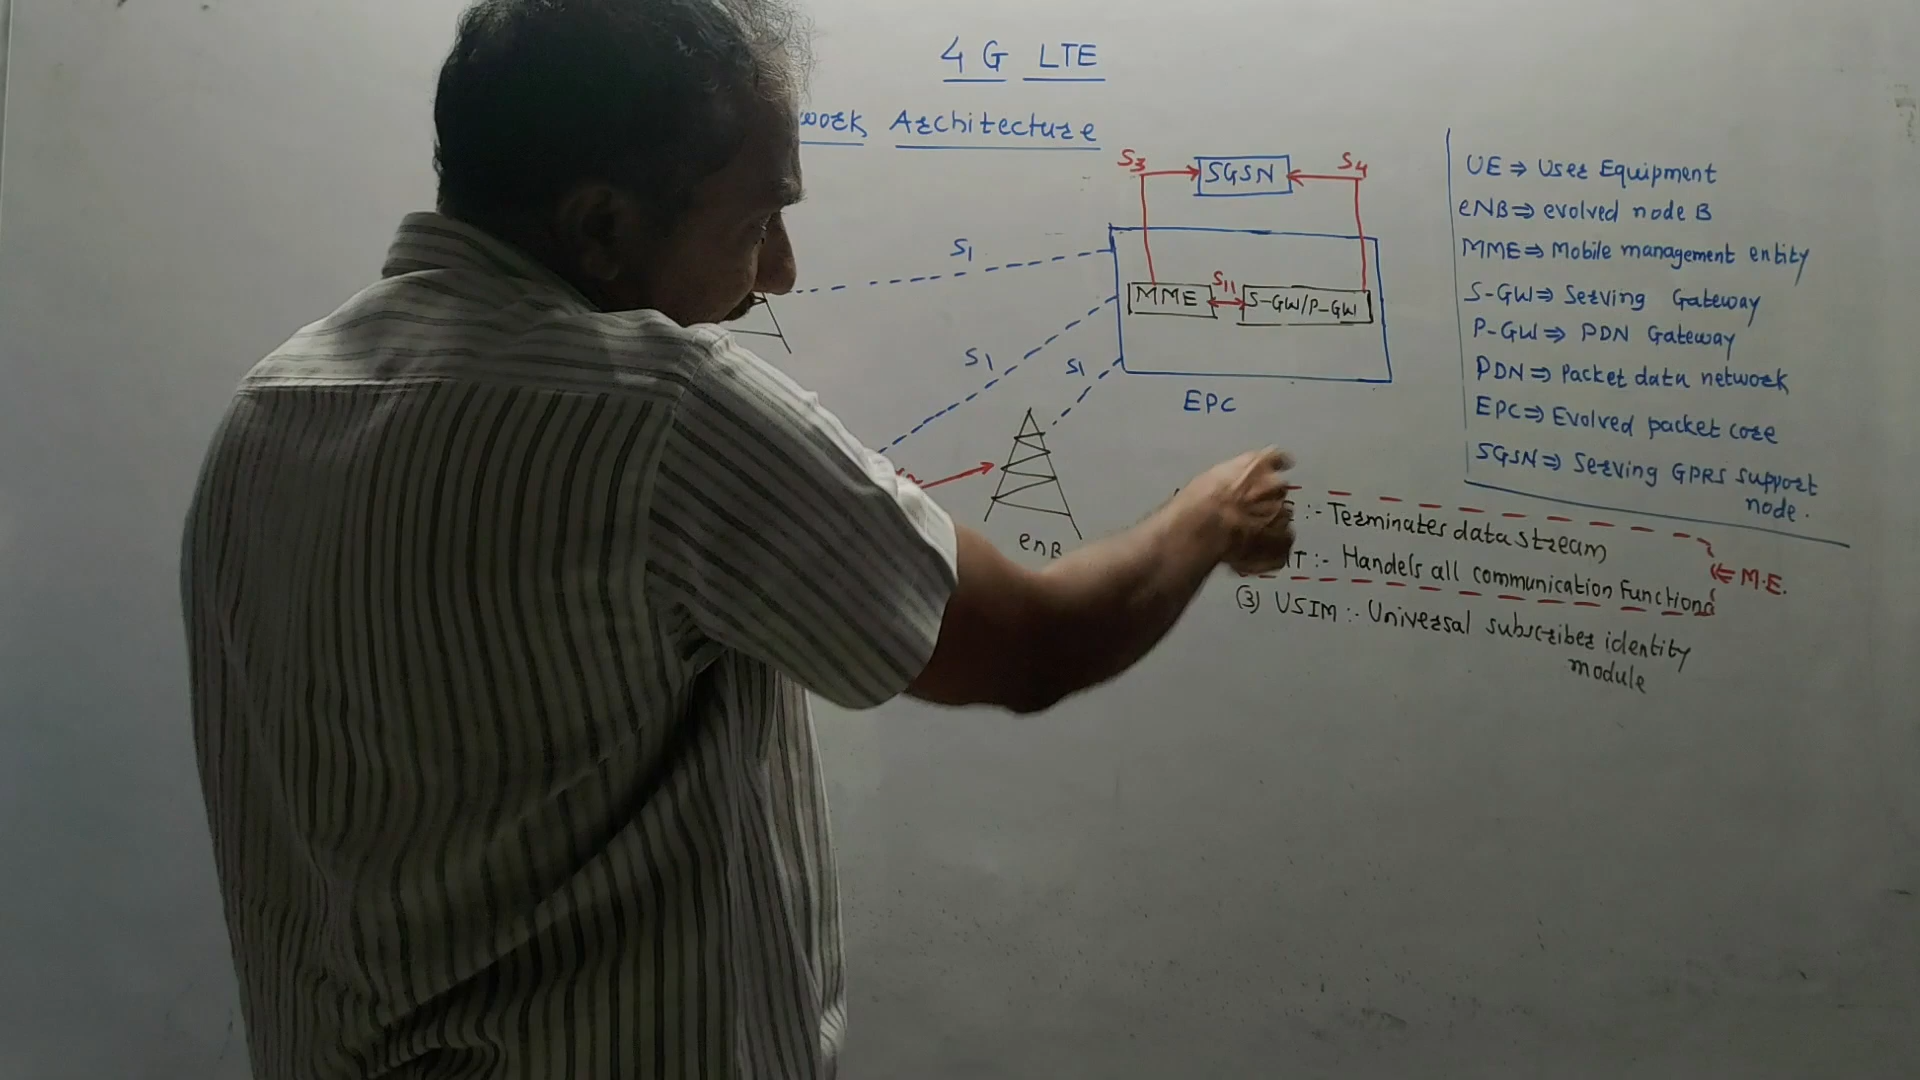 4G LTE
Architecture
S3
SGSN
S4
S1
MME
S11
S-GW/P-GW
S1
S1
EPC
enB
UE ⇒ User Equipment
eNB ⇒ evolved node B
MME ⇒ Mobile management entity
S-GW ⇒ Serving Gateway
P-GW ⇒ PDN Gateway
PDN ⇒ Packet data network
EPC ⇒ Evolved packet core
SGSN ⇒ Serving GPRS support
node.
:- Terminates data stream
:- Handels all communication functiond
⇐ M.E.
(3) USIM :- Universal subscriber identity
module